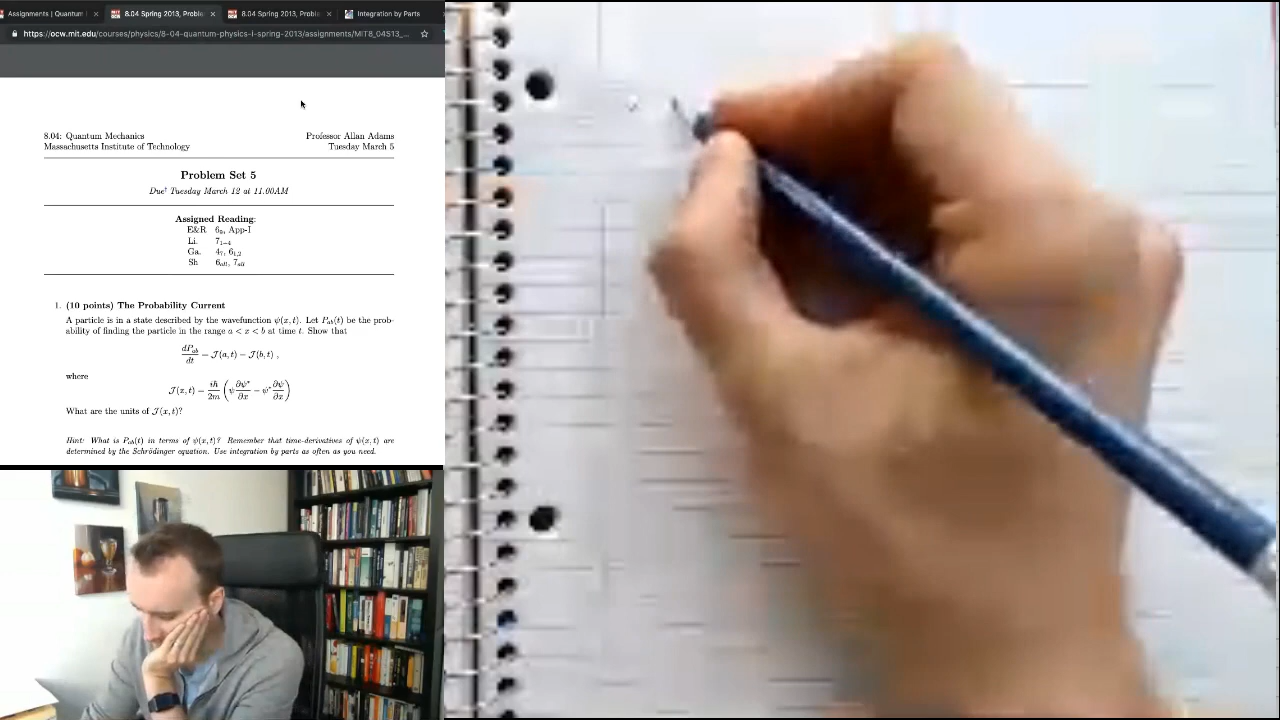 Assignments | Quantum
8.04 Spring 2013, Proble
8.04 Spring 2013, Proble
Integration by Parts
https://ocw.mit.edu/courses/physics/8-04-quantum-physics-i-spring-2013/assignments/MIT8_04S13_...
8.04: Quantum Mechanics Professor Allan Adams
Massachusetts Institute of Technology Tuesday March 5
Problem Set 5
Due† Tuesday March 12 at 11.00AM
Assigned Reading:
E&R 6₉, App-I
Li. 7₁₋₄
Ga. 4₇, 6₁,₂
Sh 6ₐₗₗ, 7ₐₗₗ
1. (10 points) The Probability Current
A particle is in a state described by the wavefunction ψ(x, t). Let P_ab(t) be the prob-
ability of finding the particle in the range a < x < b at time t. Show that
dP_ab/dt = J(a, t) − J(b, t) ,
where
J(x, t) = iħ/2m (ψ ∂ψ*/∂x − ψ* ∂ψ/∂x)
What are the units of J(x, t)?
Hint: What is P_ab(t) in terms of ψ(x, t)? Remember that time-derivatives of ψ(x, t) are
determined by the Schrödinger equation. Use integration by parts as often as you need.